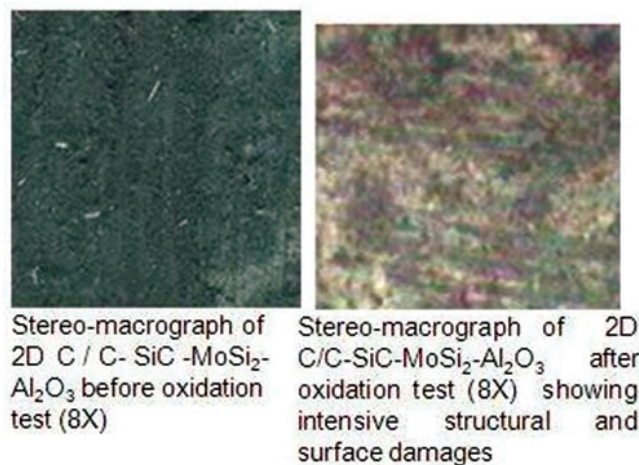 Stereo-macrograph of
2D C / C- SiC -MoSi₂-
Al₂O₃ before oxidation
test (8X)
Stereo-macrograph of 2D
C/C-SiC-MoSi₂-Al₂O₃ after
oxidation test (8X) showing
intensive structural and
surface damages